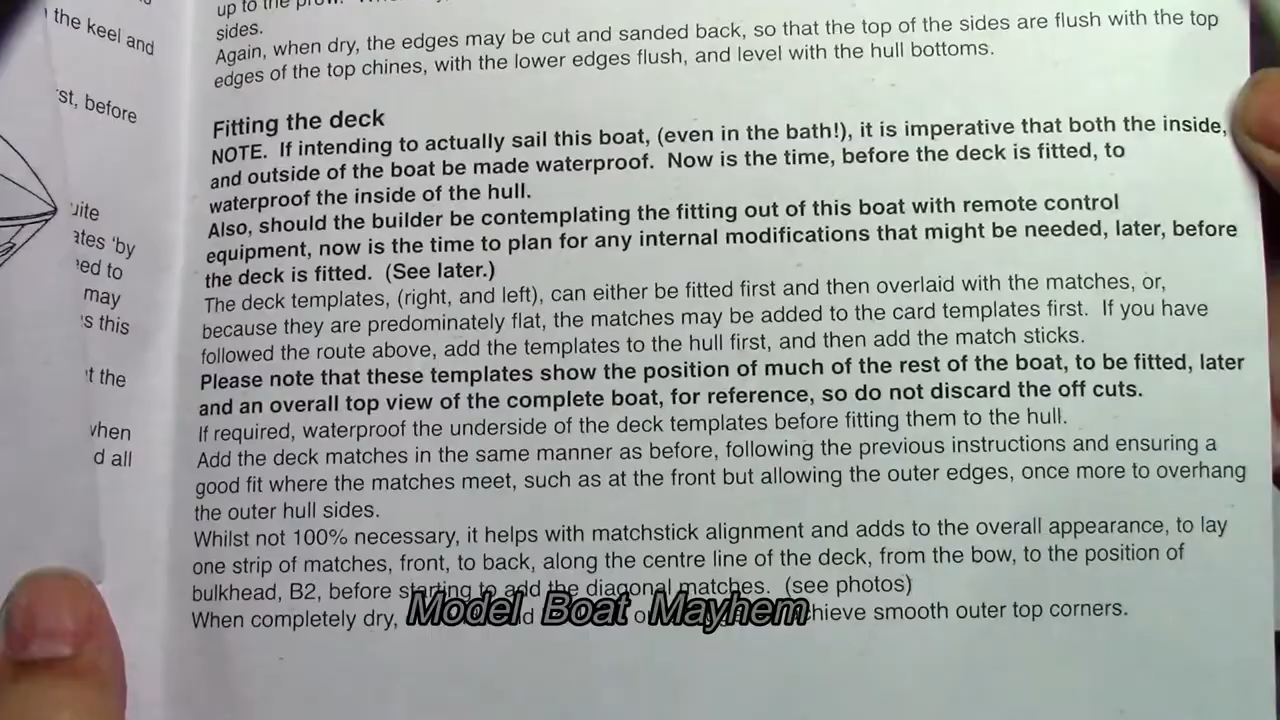 the keel and
st, before
uite
ates 'by
ed to
may
s this
t the
when
d all
up to the prow.
sides.
Again, when dry, the edges may be cut and sanded back, so that the top of the sides are flush with the top
edges of the top chines, with the lower edges flush, and level with the hull bottoms.
Fitting the deck
NOTE. If intending to actually sail this boat, (even in the bath!), it is imperative that both the inside,
and outside of the boat be made waterproof. Now is the time, before the deck is fitted, to
waterproof the inside of the hull.
Also, should the builder be contemplating the fitting out of this boat with remote control
equipment, now is the time to plan for any internal modifications that might be needed, later, before
the deck is fitted. (See later.)
The deck templates, (right, and left), can either be fitted first and then overlaid with the matches, or,
because they are predominately flat, the matches may be added to the card templates first. If you have
followed the route above, add the templates to the hull first, and then add the match sticks.
Please note that these templates show the position of much of the rest of the boat, to be fitted, later
and an overall top view of the complete boat, for reference, so do not discard the off cuts.
If required, waterproof the underside of the deck templates before fitting them to the hull.
Add the deck matches in the same manner as before, following the previous instructions and ensuring a
good fit where the matches meet, such as at the front but allowing the outer edges, once more to overhang
the outer hull sides.
Whilst not 100% necessary, it helps with matchstick alignment and adds to the overall appearance, to lay
one strip of matches, front, to back, along the centre line of the deck, from the bow, to the position of
bulkhead, B2, before starting to add the diagonal matches. (see photos)
When completely dry, chieve smooth outer top corners.
Model Boat Mayhem